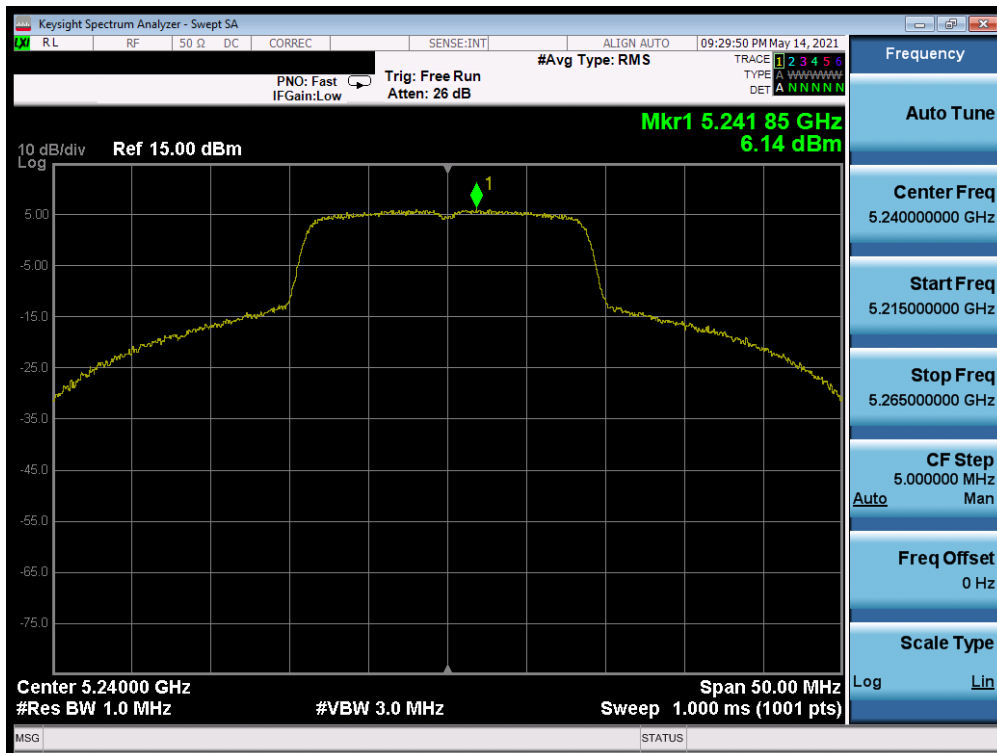 Keysight Spectrum Analyzer - Swept SA
LXI RL RF 50 Ω DC CORREC SENSE:INT ALIGN AUTO 09:29:50 PM May 14, 2021
#Avg Type: RMS
TRACE 1 2 3 4 5 6
PNO: Fast Trig: Free Run TYPE A WWWWW
IFGain:Low Atten: 26 dB DET A N N N N N
Mkr1 5.241 85 GHz
6.14 dBm
10 dB/div Ref 15.00 dBm
Log
1
5.00
-5.00
-15.0
-25.0
-35.0
-45.0
-55.0
-65.0
-75.0
Center 5.24000 GHz Span 50.00 MHz
#Res BW 1.0 MHz #VBW 3.0 MHz Sweep 1.000 ms (1001 pts)
MSG STATUS
Frequency
Auto Tune
Center Freq
5.240000000 GHz
Start Freq
5.215000000 GHz
Stop Freq
5.265000000 GHz
CF Step
5.000000 MHz
Auto Man
Freq Offset
0 Hz
Scale Type
Log Lin